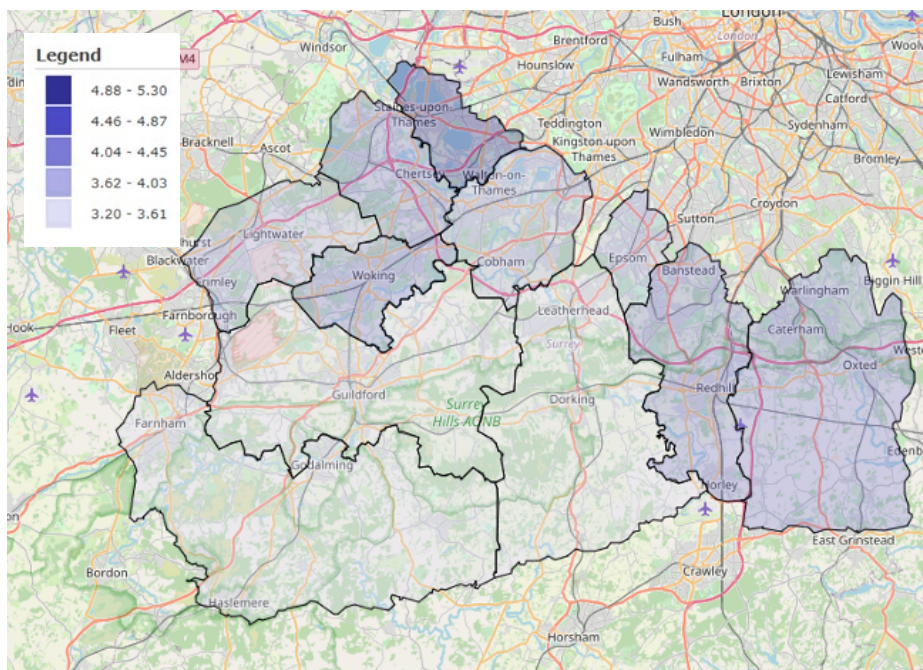 London
Legend
4.88 - 5.30
4.46 - 4.87
4.04 - 4.45
3.62 - 4.03
3.20 - 3.61
M4
Windsor
Brentford
Bush
London
Hounslow
Fulham
Wandsworth
Brixton
Lewisham
Catford
Staines-upon-
Thames
Teddington
Kingston-upon
Thames
Wimbledon
Sydenham
Bromley
Bracknell
Ascot
Chertsey
Walton-on-
Thames
Croydon
Sutton
Lightwater
Blackwater
Woking
Cobham
Epsom
Banstead
Warlingham
Biggin Hill
Farnborough
Fleet
Hook
Leatherhead
Surrey
Caterham
Oxted
Aldershot
Guildford
Surrey
Hills AONB
Dorking
Redhill
Farnham
Godalming
Horley
East Grinstead
Bordon
Haslemere
Crawley
Horsham